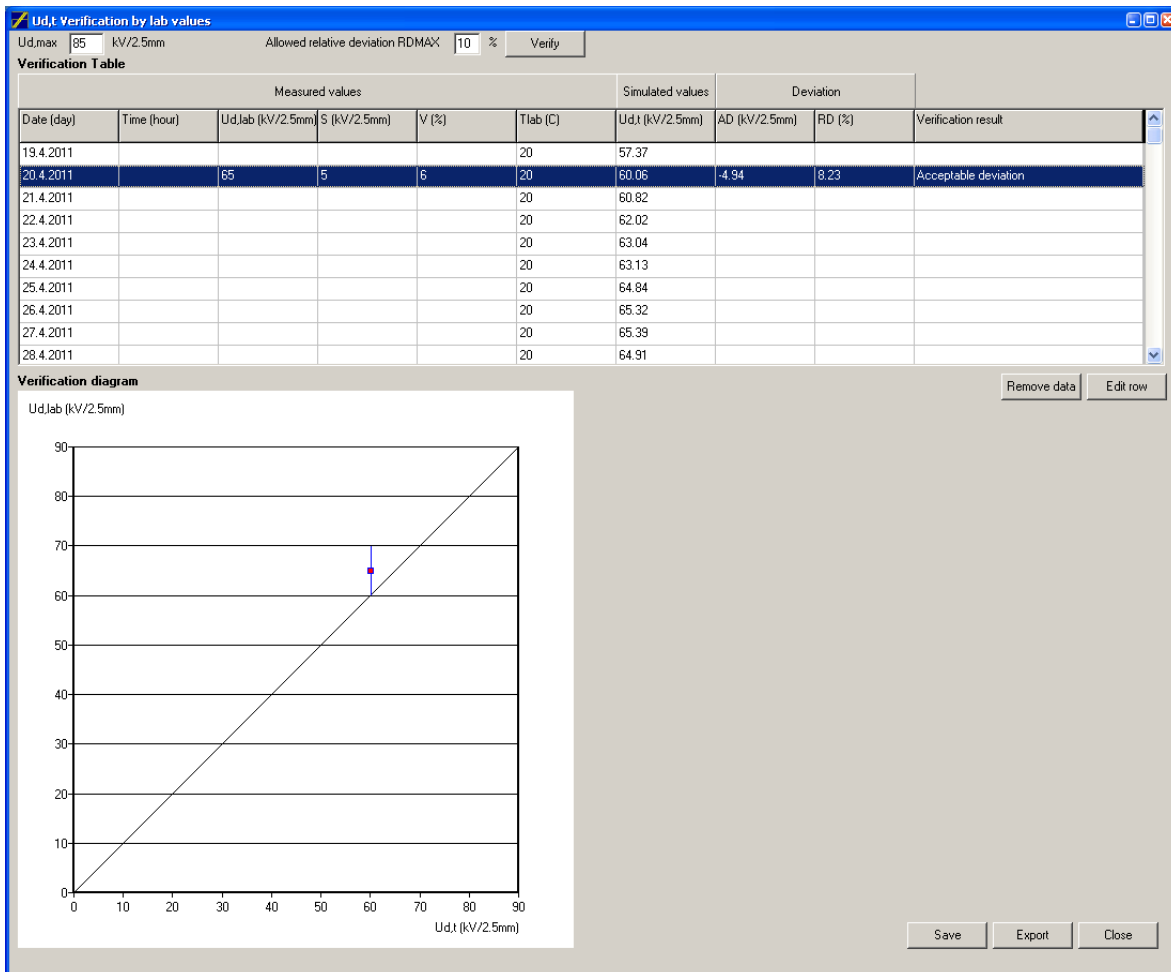 Ud,t Verification by lab values
Ud,max 85 kV/2.5mm Allowed relative deviation RDMAX 10 % Verify
Verification Table
Measured values Simulated values Deviation
Date (day) Time (hour) Ud,lab (kV/2.5mm) S (kV/2.5mm) V (%) Tlab (C) Ud,t (kV/2.5mm) AD (kV/2.5mm) RD (%) Verification result
19.4.2011 20 57.37
20.4.2011 65 5 6 20 60.06 -4.94 8.23 Acceptable deviation
21.4.2011 20 60.82
22.4.2011 20 62.02
23.4.2011 20 63.04
24.4.2011 20 63.13
25.4.2011 20 64.84
26.4.2011 20 65.32
27.4.2011 20 65.39
28.4.2011 20 64.91
Verification diagram Remove data Edit row
Ud,lab (kV/2.5mm)
90
80
70
60
50
40
30
20
10
0
0 10 20 30 40 50 60 70 80 90
Ud,t (kV/2.5mm)
Save Export Close